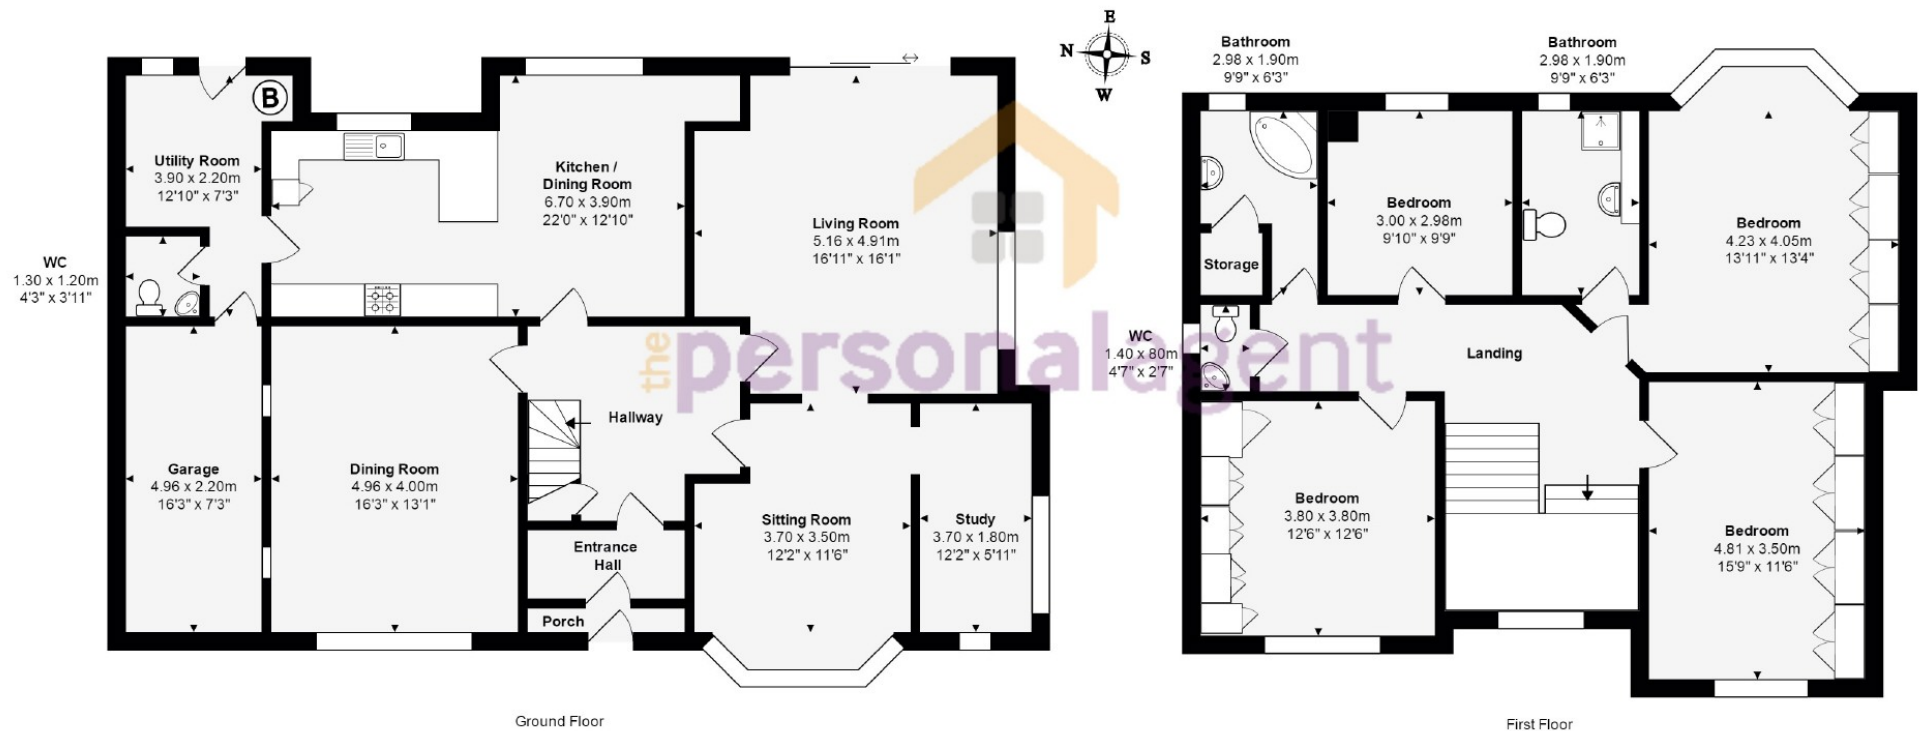 E
N S
W
B
Utility Room
3.90 x 2.20m
12'10" x 7'3"
Kitchen /
Dining Room
6.70 x 3.90m
22'0" x 12'10"
Living Room
5.16 x 4.91m
16'11" x 16'1"
WC
1.30 x 1.20m
4'3" x 3'11"
Garage
4.96 x 2.20m
16'3" x 7'3"
Dining Room
4.96 x 4.00m
16'3" x 13'1"
Hallway
Entrance
Hall
Porch
Sitting Room
3.70 x 3.50m
12'2" x 11'6"
Study
3.70 x 1.80m
12'2" x 5'11"
Ground Floor
the personalagent
Bathroom
2.98 x 1.90m
9'9" x 6'3"
Bathroom
2.98 x 1.90m
9'9" x 6'3"
Bedroom
3.00 x 2.98m
9'10" x 9'9"
Bedroom
4.23 x 4.05m
13'11" x 13'4"
Storage
WC
1.40 x 80m
4'7" x 2'7"
Landing
Bedroom
3.80 x 3.80m
12'6" x 12'6"
Bedroom
4.81 x 3.50m
15'9" x 11'6"
First Floor